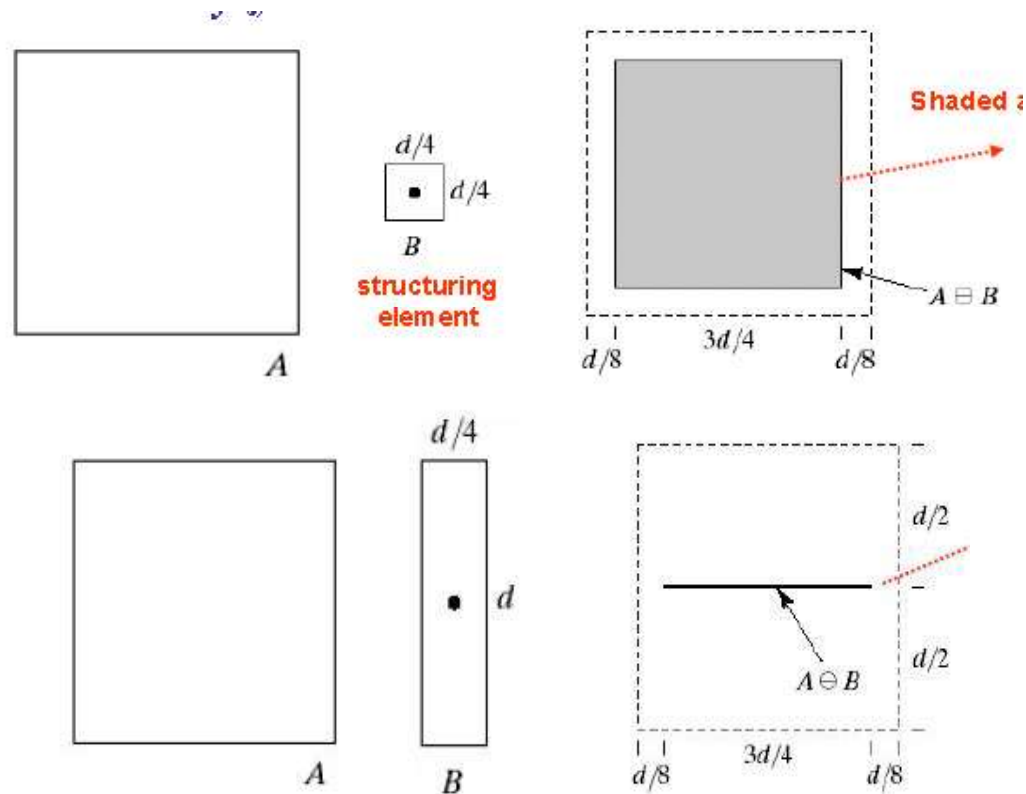 d/4
d/4
B
structuring
element
A
Shaded
A ⊟ B
3d/4
d/8
d/8
d/4
d
A
B
d/2
d/2
A ⊖ B
3d/4
d/8
d/8